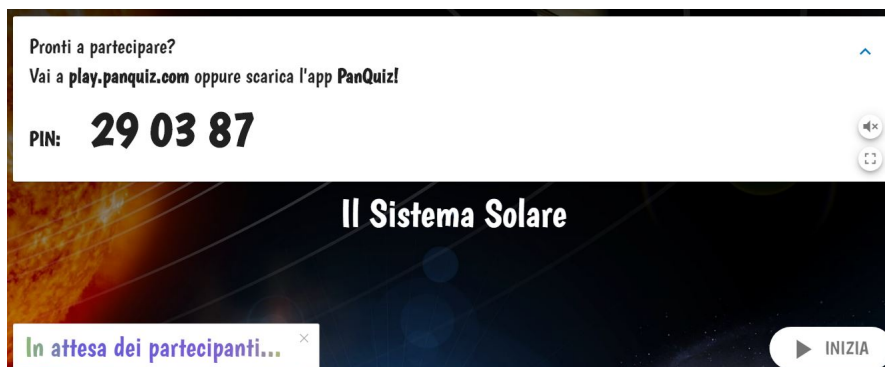 Pronti a partecipare?
Vai a play.panquiz.com oppure scarica l'app PanQuiz!
PIN: 29 03 87
Il Sistema Solare
In attesa dei partecipanti...
INIZIA